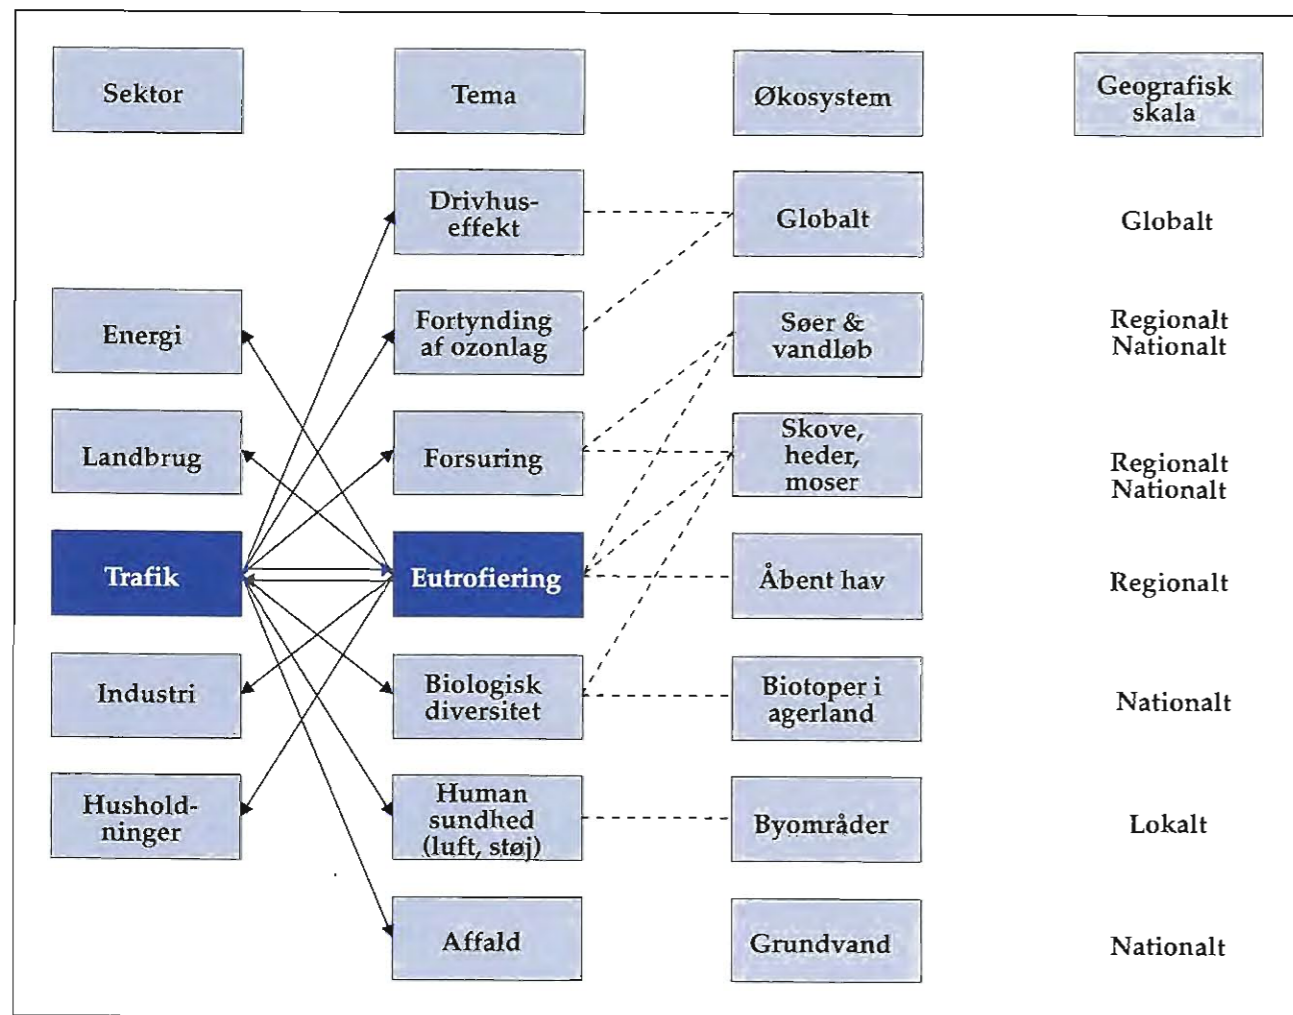 Sektor
Tema
Økosystem
Geografisk
skala
Drivhus-
effekt
Globalt
Globalt
Energi
Fortynding
af ozonlag
Søer &
vandløb
Regionalt
Nationalt
Landbrug
Forsuring
Skove,
heder,
moser
Regionalt
Nationalt
Trafik
Eutrofiering
Åbent hav
Regionalt
Industri
Biologisk
diversitet
Biotoper i
agerland
Nationalt
Hushold-
ninger
Human
sundhed
(luft, støj)
Byområder
Lokalt
Affald
Grundvand
Nationalt